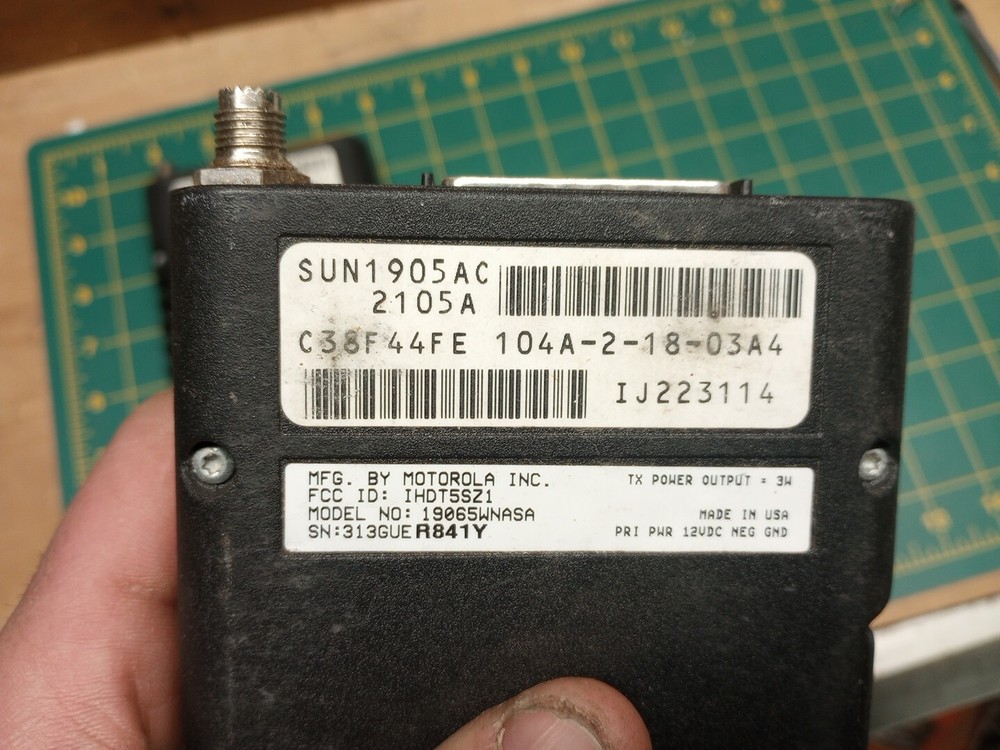 SUN1905AC
2105A
C38F44FE 104A-2-18-03A4
IJ223114
MFG. BY MOTOROLA INC.
FCC ID: IHDT5SZ1
MODEL NO: 19065WNASA
SN:313GUER841Y
TX POWER OUTPUT = 3W
MADE IN USA
PRI PWR 12VDC NEG GND